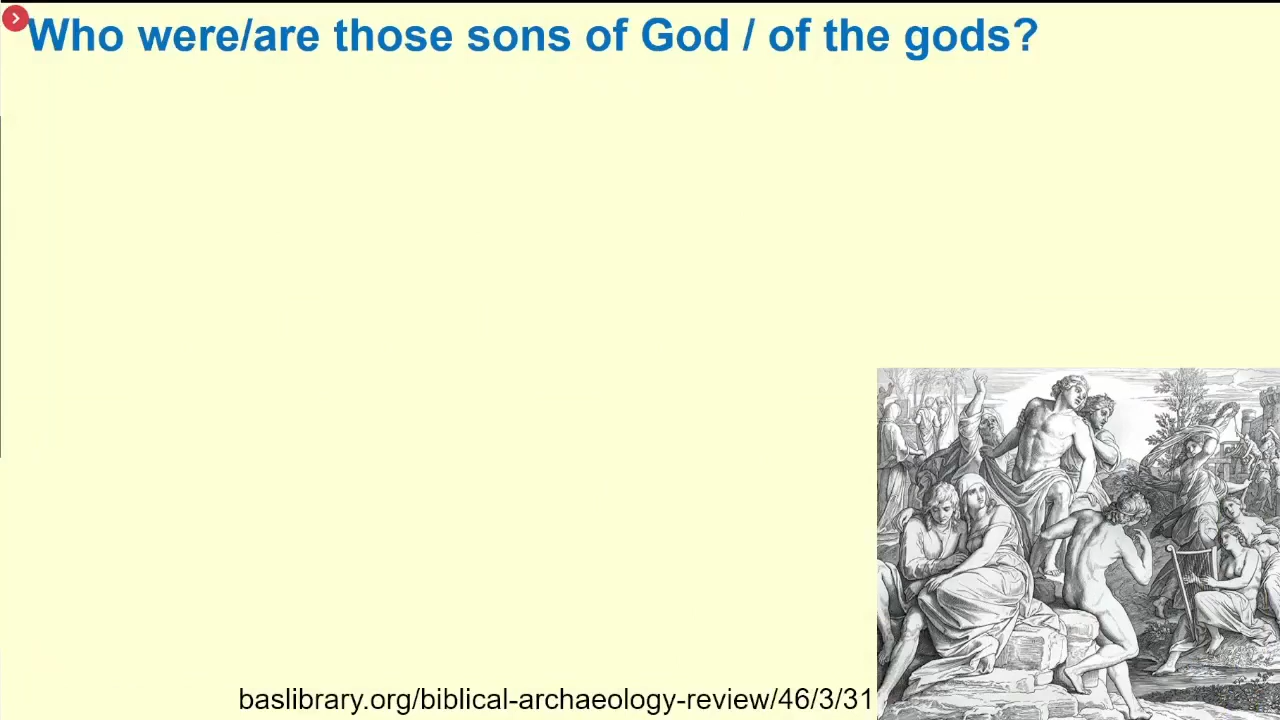 Who were/are those sons of God / of the gods?
baslibrary.org/biblical-archaeology-review/46/3/31